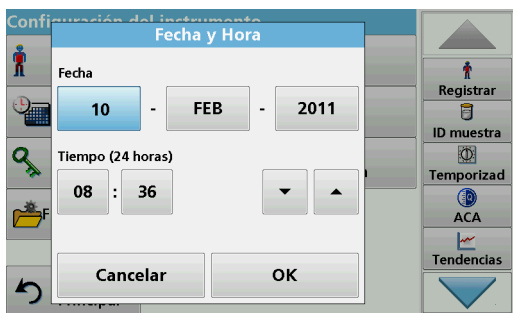 Configuración del instrumento
Fecha y Hora
Fecha
10 - FEB - 2011
Tiempo (24 horas)
08 : 36
Cancelar
OK
F
Principal
Registrar
ID muestra
Temporizad
ACA
Tendencias